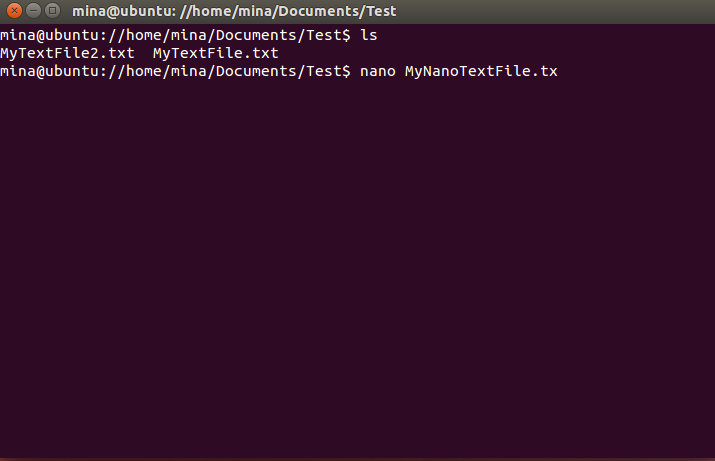 mina@ubuntu: //home/mina/Documents/Test
mina@ubuntu://home/mina/Documents/Test$ ls
MyTextFile2.txt  MyTextFile.txt
mina@ubuntu://home/mina/Documents/Test$ nano MyNanoTextFile.tx